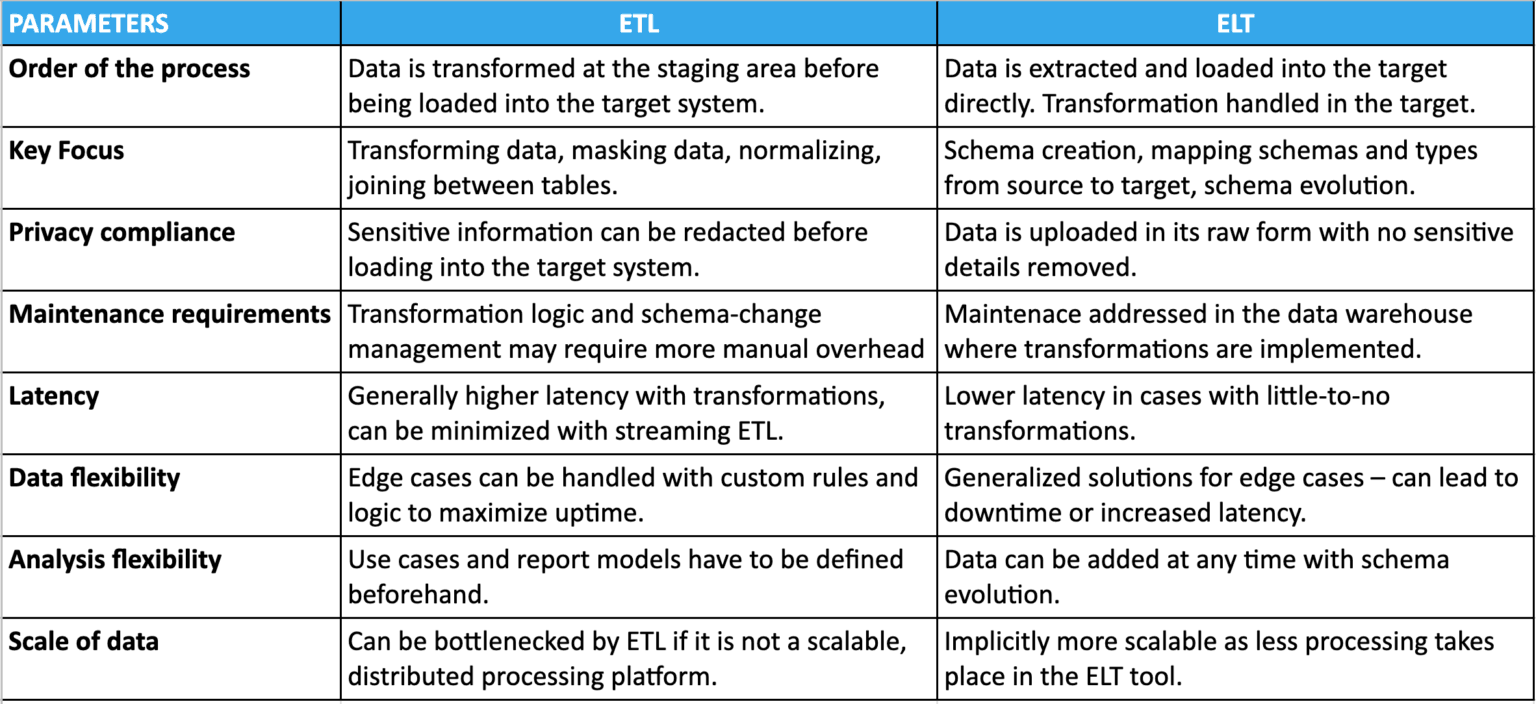 PARAMETERS ETL ELT
Order of the process
Data is transformed at the staging area before
being loaded into the target system.
Data is extracted and loaded into the target
directly. Transformation handled in the target.
Key Focus
Transforming data, masking data, normalizing,
joining between tables.
Schema creation, mapping schemas and types
from source to target, schema evolution.
Privacy compliance
Sensitive information can be redacted before
loading into the target system.
Data is uploaded in its raw form with no sensitive
details removed.
Maintenance requirements
Transformation logic and schema-change
management may require more manual overhead
Maintenace addressed in the data warehouse
where transformations are implemented.
Latency
Generally higher latency with transformations,
can be minimized with streaming ETL.
Lower latency in cases with little-to-no
transformations.
Data flexibility
Edge cases can be handled with custom rules and
logic to maximize uptime.
Generalized solutions for edge cases – can lead to
downtime or increased latency.
Analysis flexibility
Use cases and report models have to be defined
beforehand.
Data can be added at any time with schema
evolution.
Scale of data
Can be bottlenecked by ETL if it is not a scalable,
distributed processing platform.
Implicitly more scalable as less processing takes
place in the ELT tool.